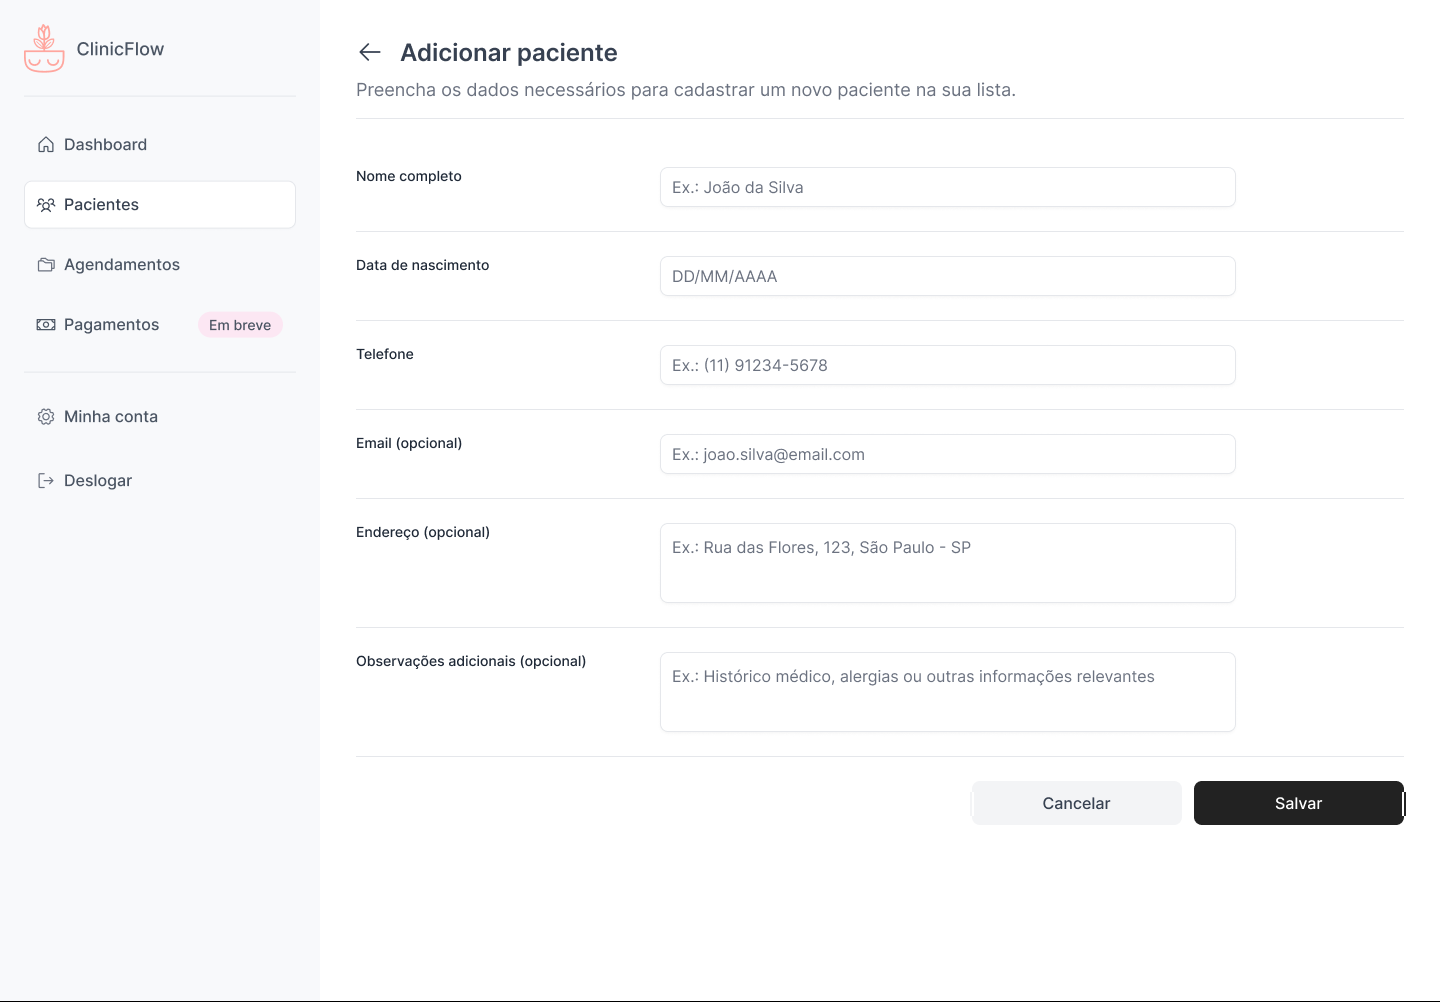 ClinicFlow
Dashboard
Pacientes
Agendamentos
Pagamentos Em breve
Minha conta
Deslogar
Adicionar paciente
Preencha os dados necessários para cadastrar um novo paciente na sua lista.
Nome completo
Ex.: João da Silva
Data de nascimento
DD/MM/AAAA
Telefone
Ex.: (11) 91234-5678
Email (opcional)
Ex.: joao.silva@email.com
Endereço (opcional)
Ex.: Rua das Flores, 123, São Paulo - SP
Observações adicionais (opcional)
Ex.: Histórico médico, alergias ou outras informações relevantes
Cancelar
Salvar